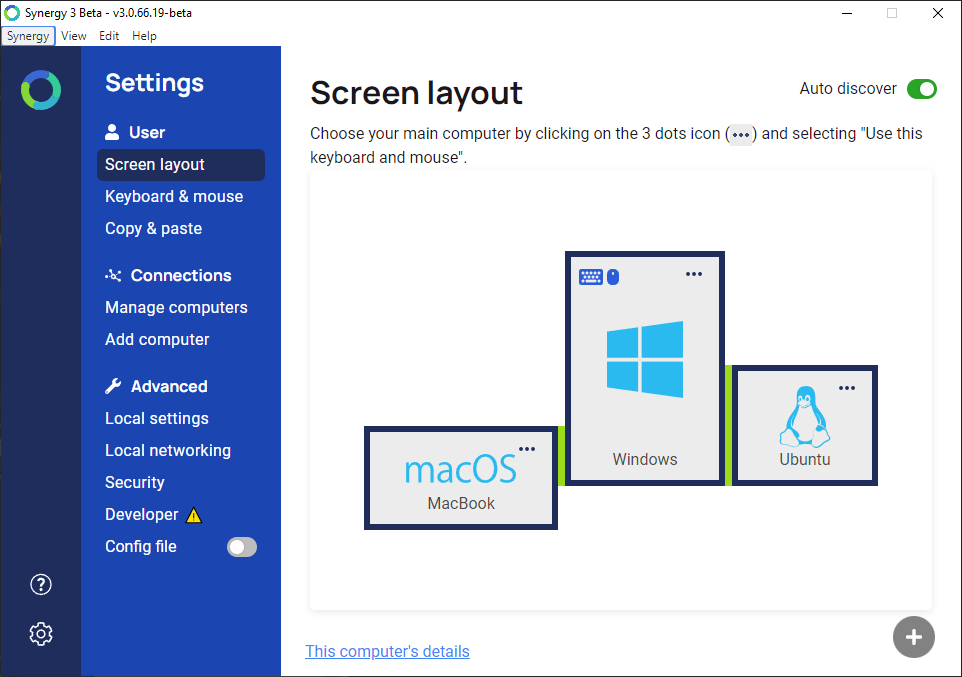 Synergy 3 Beta - v3.0.66.19-beta
Synergy View Edit Help
Settings
User
Screen layout
Keyboard & mouse
Copy & paste
Connections
Manage computers
Add computer
Advanced
Local settings
Local networking
Security
Developer
Config file
Screen layout
Auto discover
Choose your main computer by clicking on the 3 dots icon (•••) and selecting "Use this
keyboard and mouse".
macOS
MacBook
Windows
Ubuntu
This computer's details